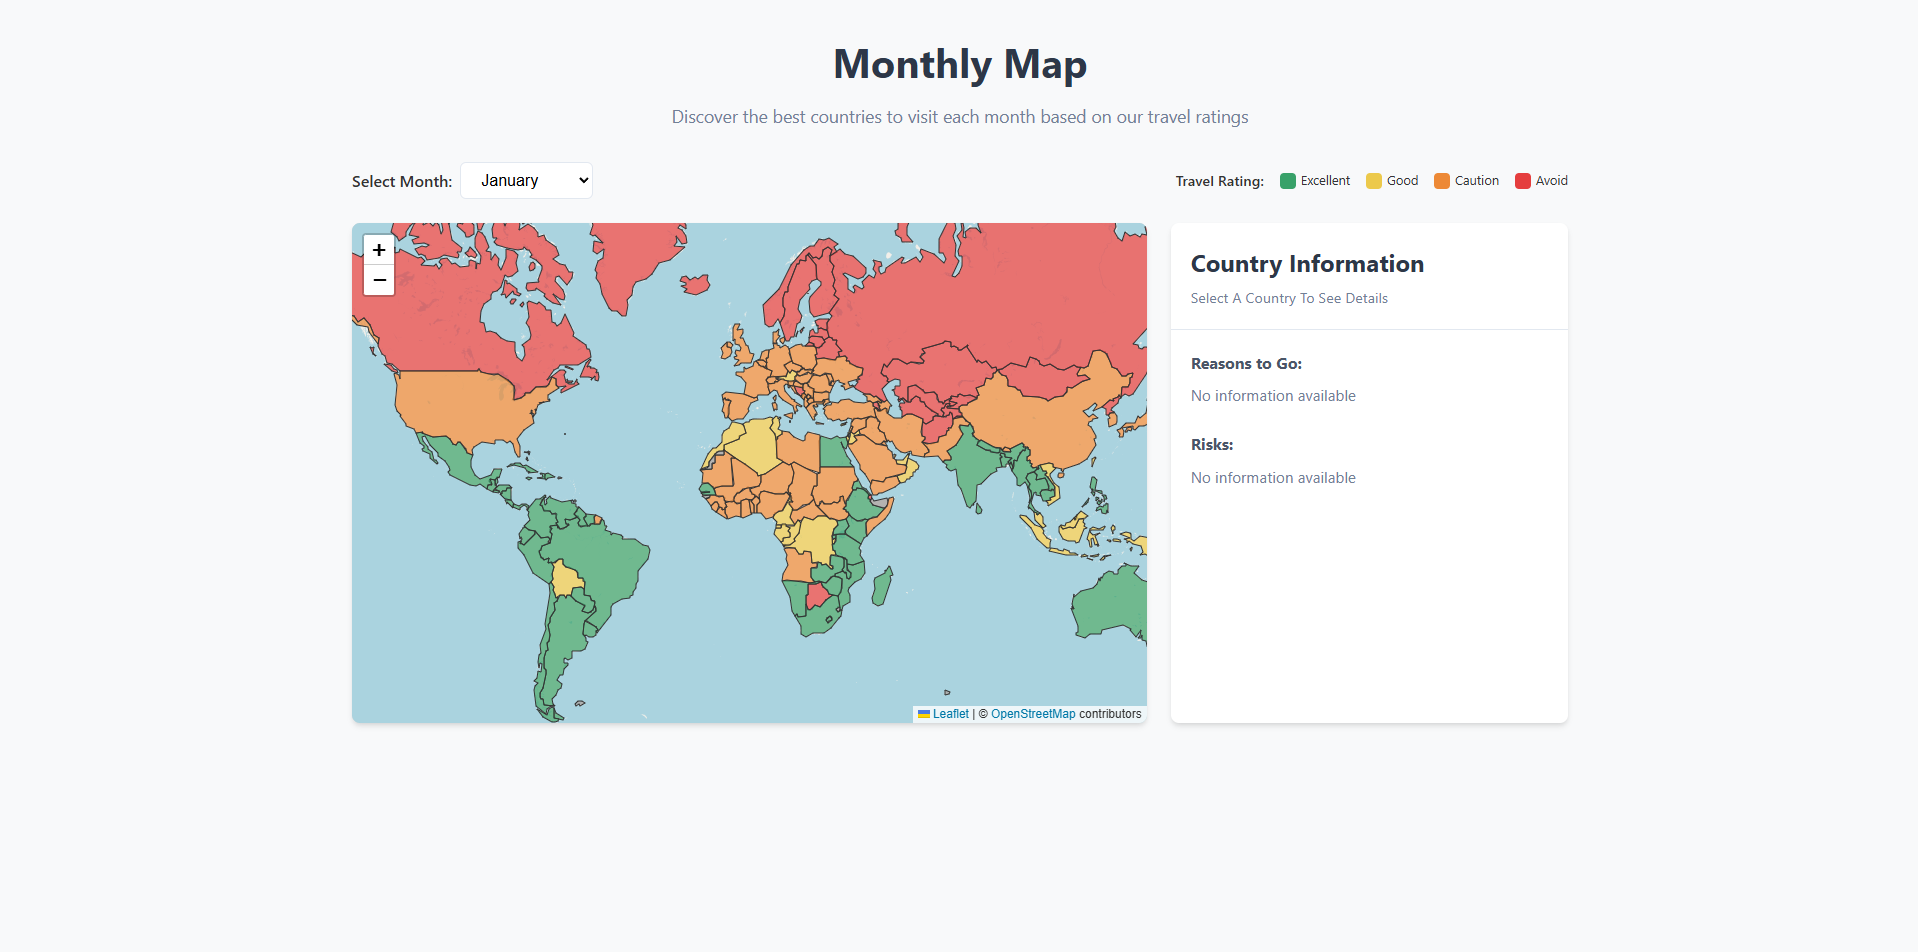 Monthly Map
Discover the best countries to visit each month based on our travel ratings
Select Month: January
Travel Rating: Excellent Good Caution Avoid
+
−
Leaflet | © OpenStreetMap contributors
Country Information
Select A Country To See Details
Reasons to Go:
No information available
Risks:
No information available